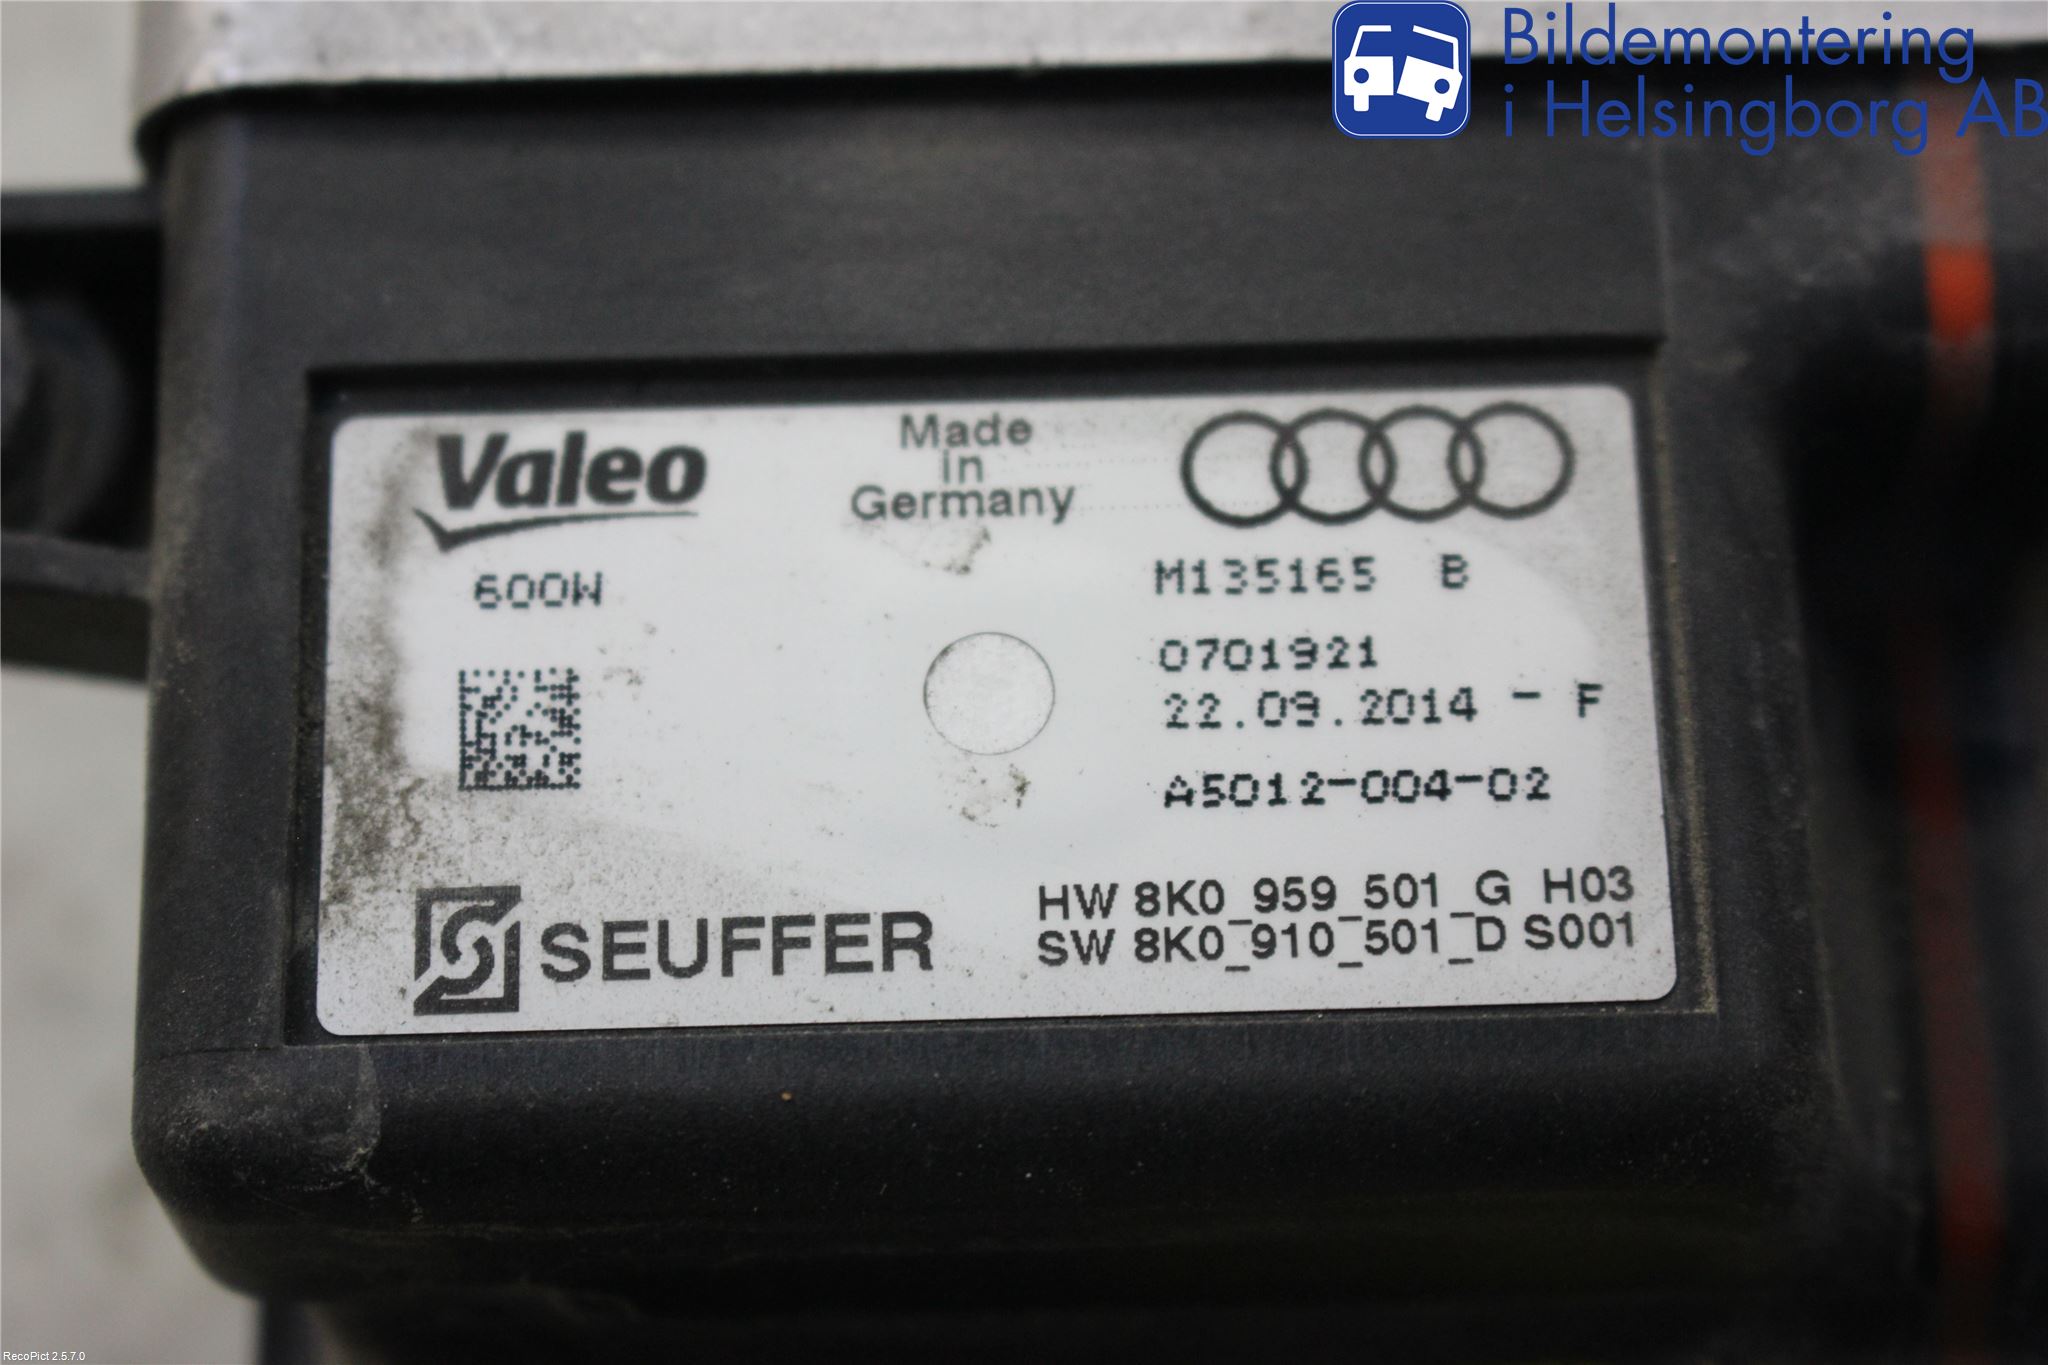 Bildemontering
i Helsingborg AB
Valeo
Made
in
Germany
600W
M135165 B
0701921
22.09.2014 - F
A5012-004-02
SEUFFER
HW 8K0_959_501_G H03
SW 8K0_910_501_D S001
RecoPict 2.5.7.0